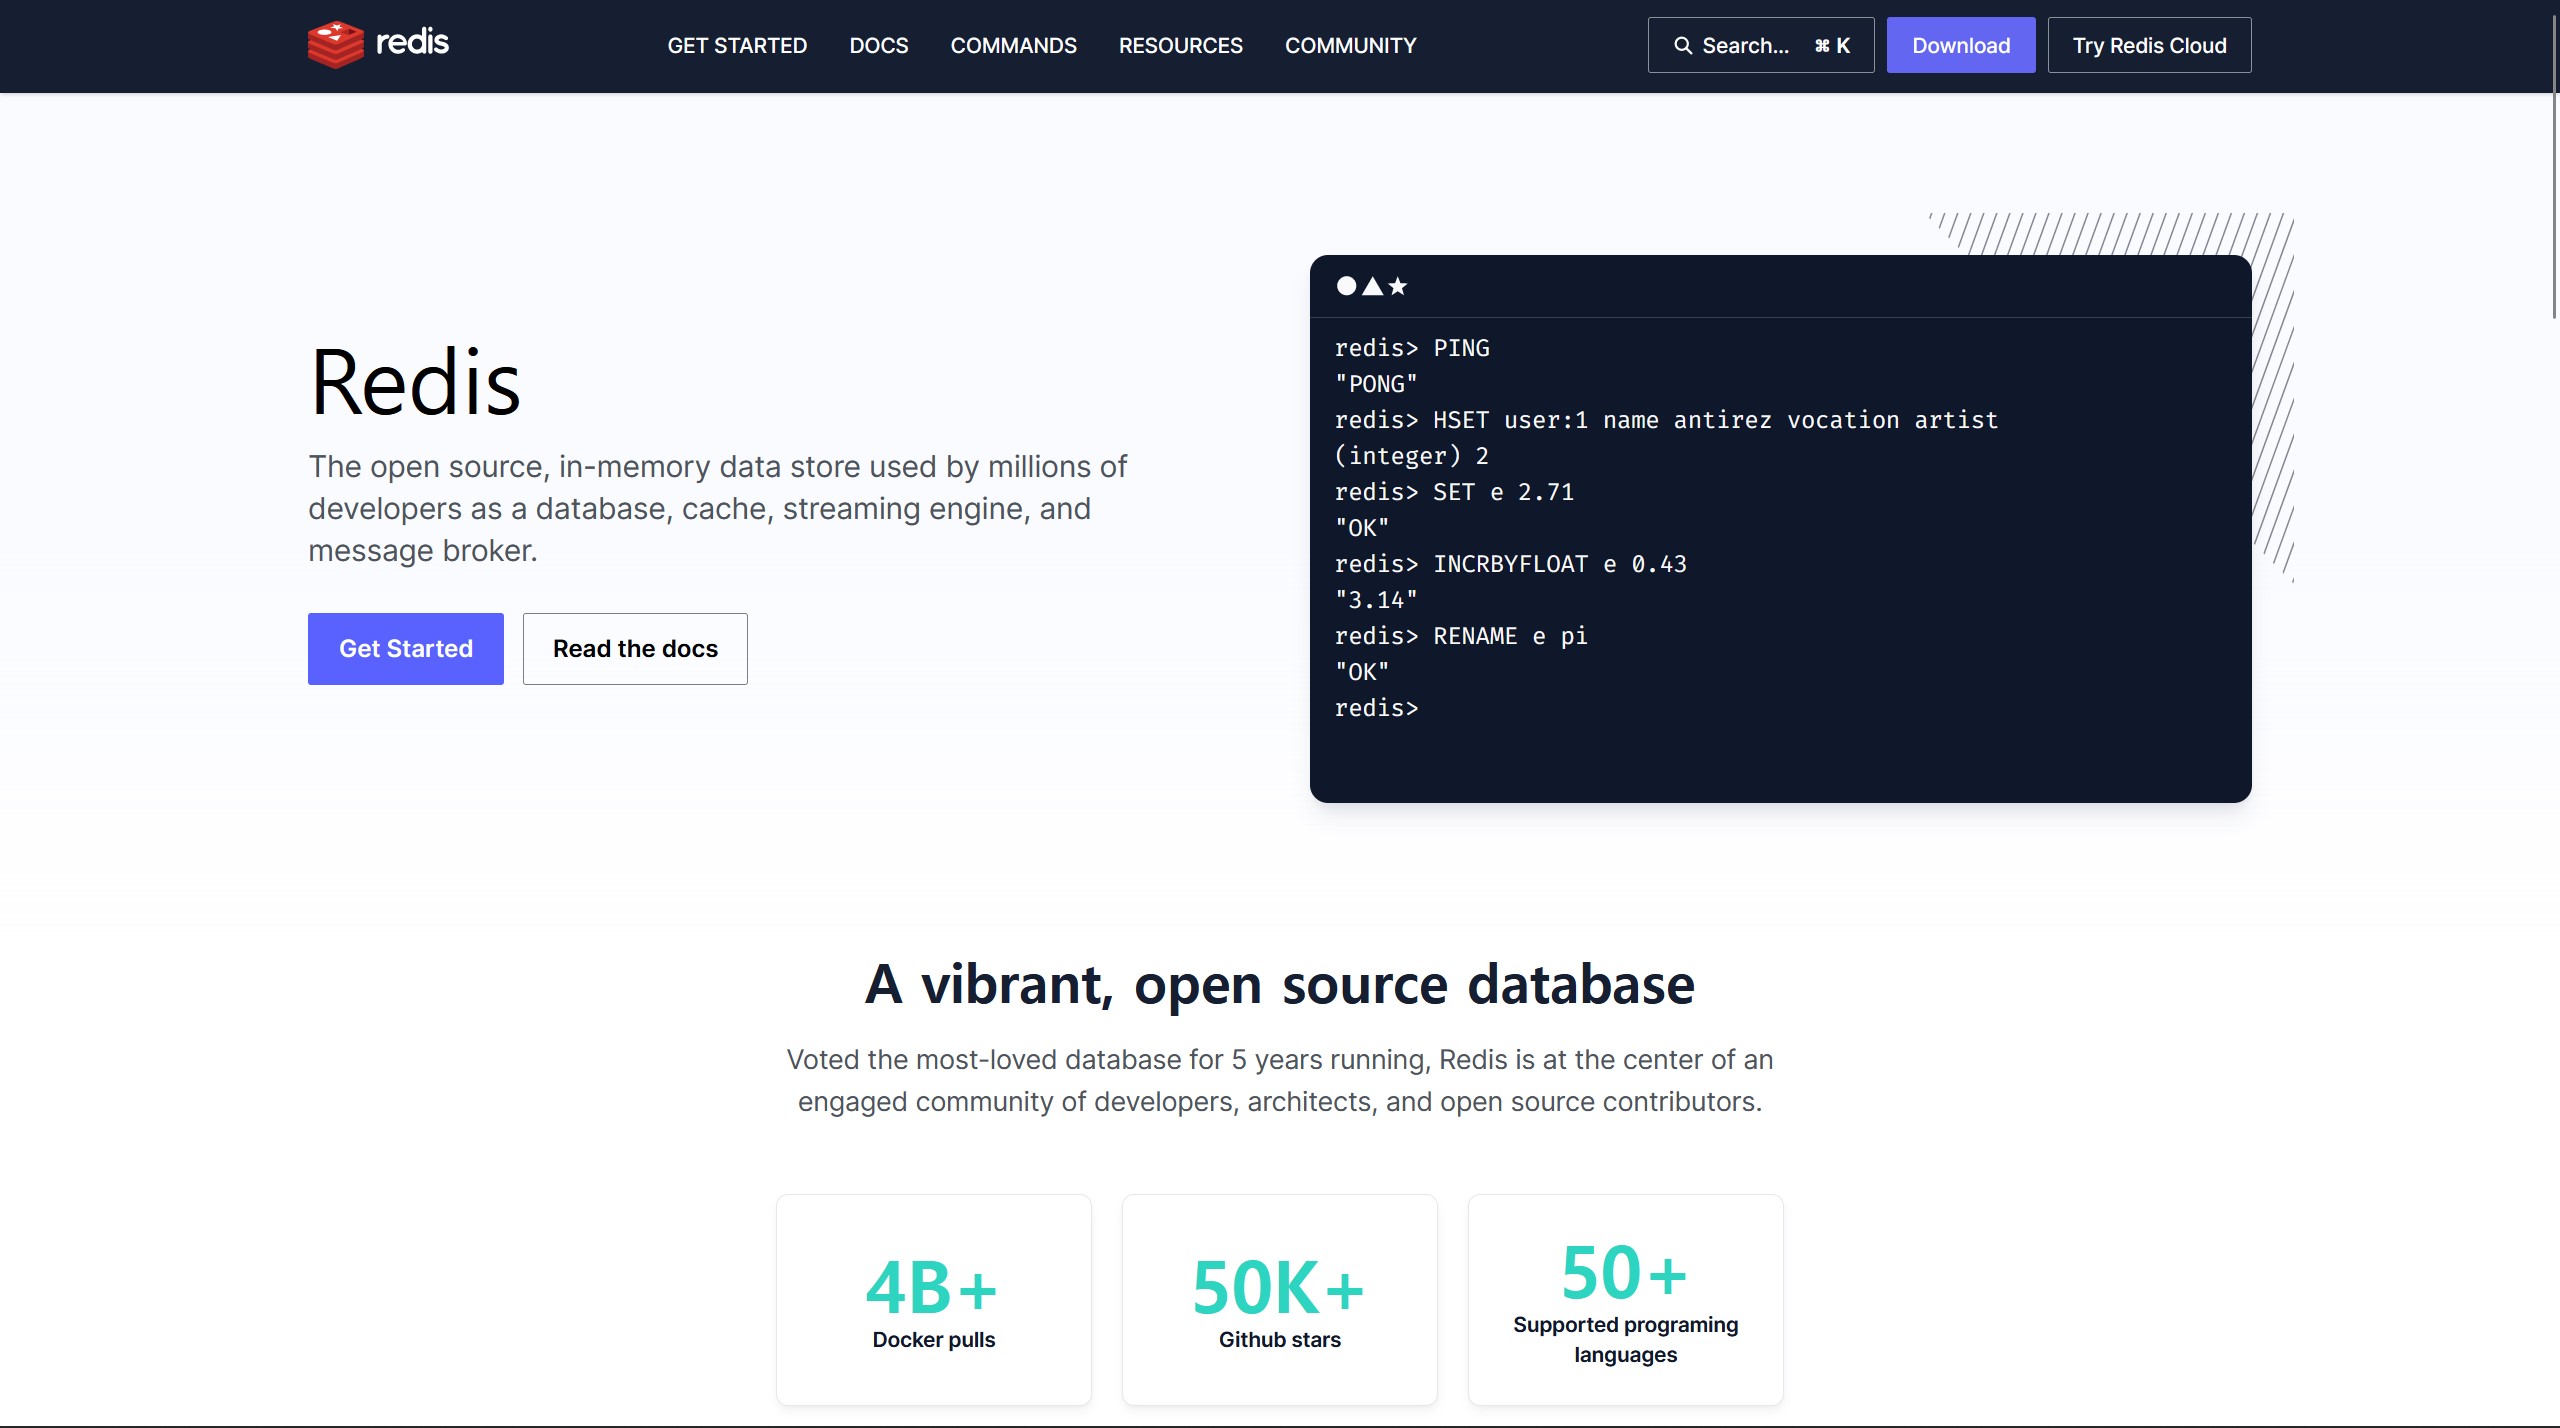 redis
GET STARTED DOCS COMMANDS RESOURCES COMMUNITY
Search... ⌘ K
Download
Try Redis Cloud
Redis
The open source, in-memory data store used by millions of
developers as a database, cache, streaming engine, and
message broker.
Get Started
Read the docs
redis> PING
"PONG"
redis> HSET user:1 name antirez vocation artist
(integer) 2
redis> SET e 2.71
"OK"
redis> INCRBYFLOAT e 0.43
"3.14"
redis> RENAME e pi
"OK"
redis>
A vibrant, open source database
Voted the most-loved database for 5 years running, Redis is at the center of an
engaged community of developers, architects, and open source contributors.
4B+
Docker pulls
50K+
Github stars
50+
Supported programing
languages